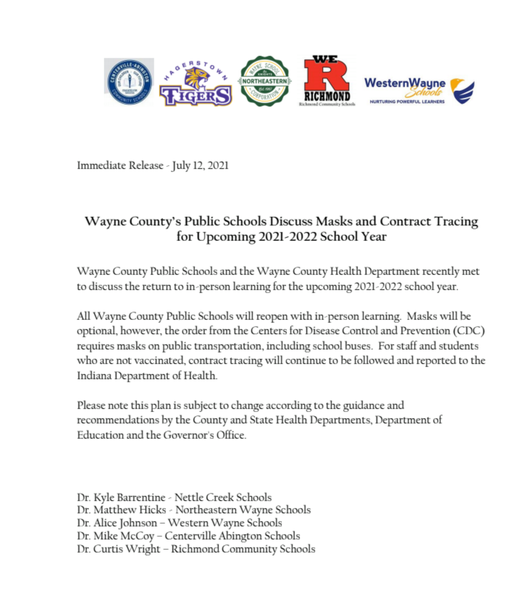 CENTERVILLE-ABINGTON
COMMUNITY SCHOOLS
HAGERSTOWN
TIGERS
WAYNE SCHOOL
NORTHEASTERN
CORPORATION
WE
R
RICHMOND
Richmond Community Schools
WesternWayne
Schools
NURTURING POWERFUL LEARNERS
Immediate Release - July 12, 2021
Wayne County's Public Schools Discuss Masks and Contract Tracing
for Upcoming 2021-2022 School Year
Wayne County Public Schools and the Wayne County Health Department recently met
to discuss the return to in-person learning for the upcoming 2021-2022 school year.
All Wayne County Public Schools will reopen with in-person learning. Masks will be
optional, however, the order from the Centers for Disease Control and Prevention (CDC)
requires masks on public transportation, including school buses. For staff and students
who are not vaccinated, contract tracing will continue to be followed and reported to the
Indiana Department of Health.
Please note this plan is subject to change according to the guidance and
recommendations by the County and State Health Departments, Department of
Education and the Governor's Office.
Dr. Kyle Barrentine - Nettle Creek Schools
Dr. Matthew Hicks - Northeastern Wayne Schools
Dr. Alice Johnson – Western Wayne Schools
Dr. Mike McCoy – Centerville Abington Schools
Dr. Curtis Wright – Richmond Community Schools